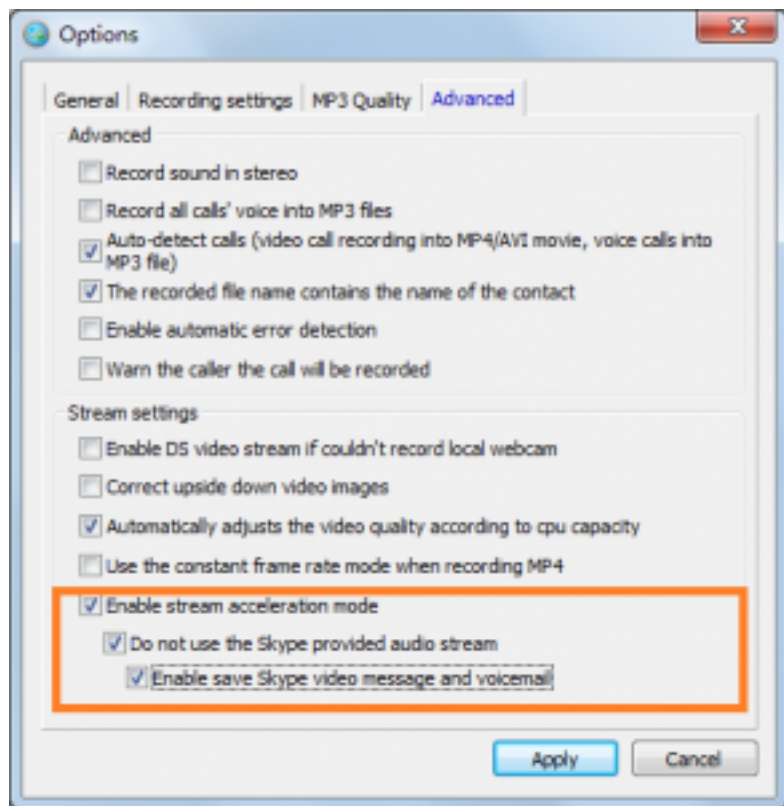 Options
General Recording settings MP3 Quality Advanced
Advanced
Record sound in stereo
Record all calls' voice into MP3 files
Auto-detect calls (video call recording into MP4/AVI movie, voice calls into
MP3 file)
The recorded file name contains the name of the contact
Enable automatic error detection
Warn the caller the call will be recorded
Stream settings
Enable DS video stream if couldn't record local webcam
Correct upside down video images
Automatically adjusts the video quality according to cpu capacity
Use the constant frame rate mode when recording MP4
Enable stream acceleration mode
Do not use the Skype provided audio stream
Enable save Skype video message and voicemail
Apply Cancel